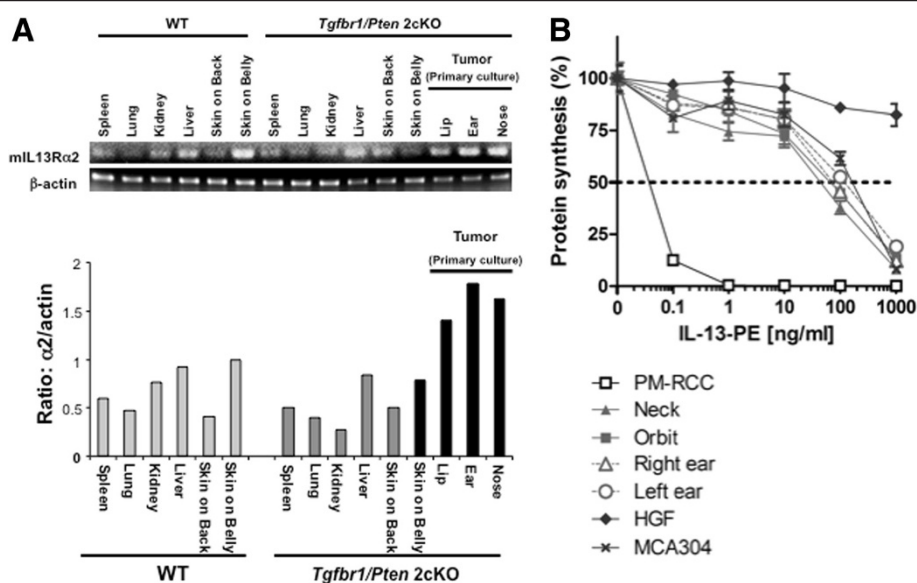 A
WT
Tgfbr1/Pten 2cKO
Tumor
(Primary culture)
Spleen
Lung
Kidney
Liver
Skin on Back
Skin on Belly
Spleen
Lung
Kidney
Liver
Skin on Back
Skin on Belly
Lip
Ear
Nose
mIL13Rα2
β-actin
Tumor
(Primary culture)
Ratio: α2/actin
2
1.5
1
0.5
0
Spleen
Lung
Kidney
Liver
Skin on Back
Skin on Belly
Spleen
Lung
Kidney
Liver
Skin on Back
Skin on Belly
Lip
Ear
Nose
WT
Tgfbr1/Pten 2cKO
B
Protein synthesis (%)
100
75
50
25
0
0 0.1 1 10 100 1000
IL-13-PE [ng/ml]
PM-RCC
Neck
Orbit
Right ear
Left ear
HGF
MCA304